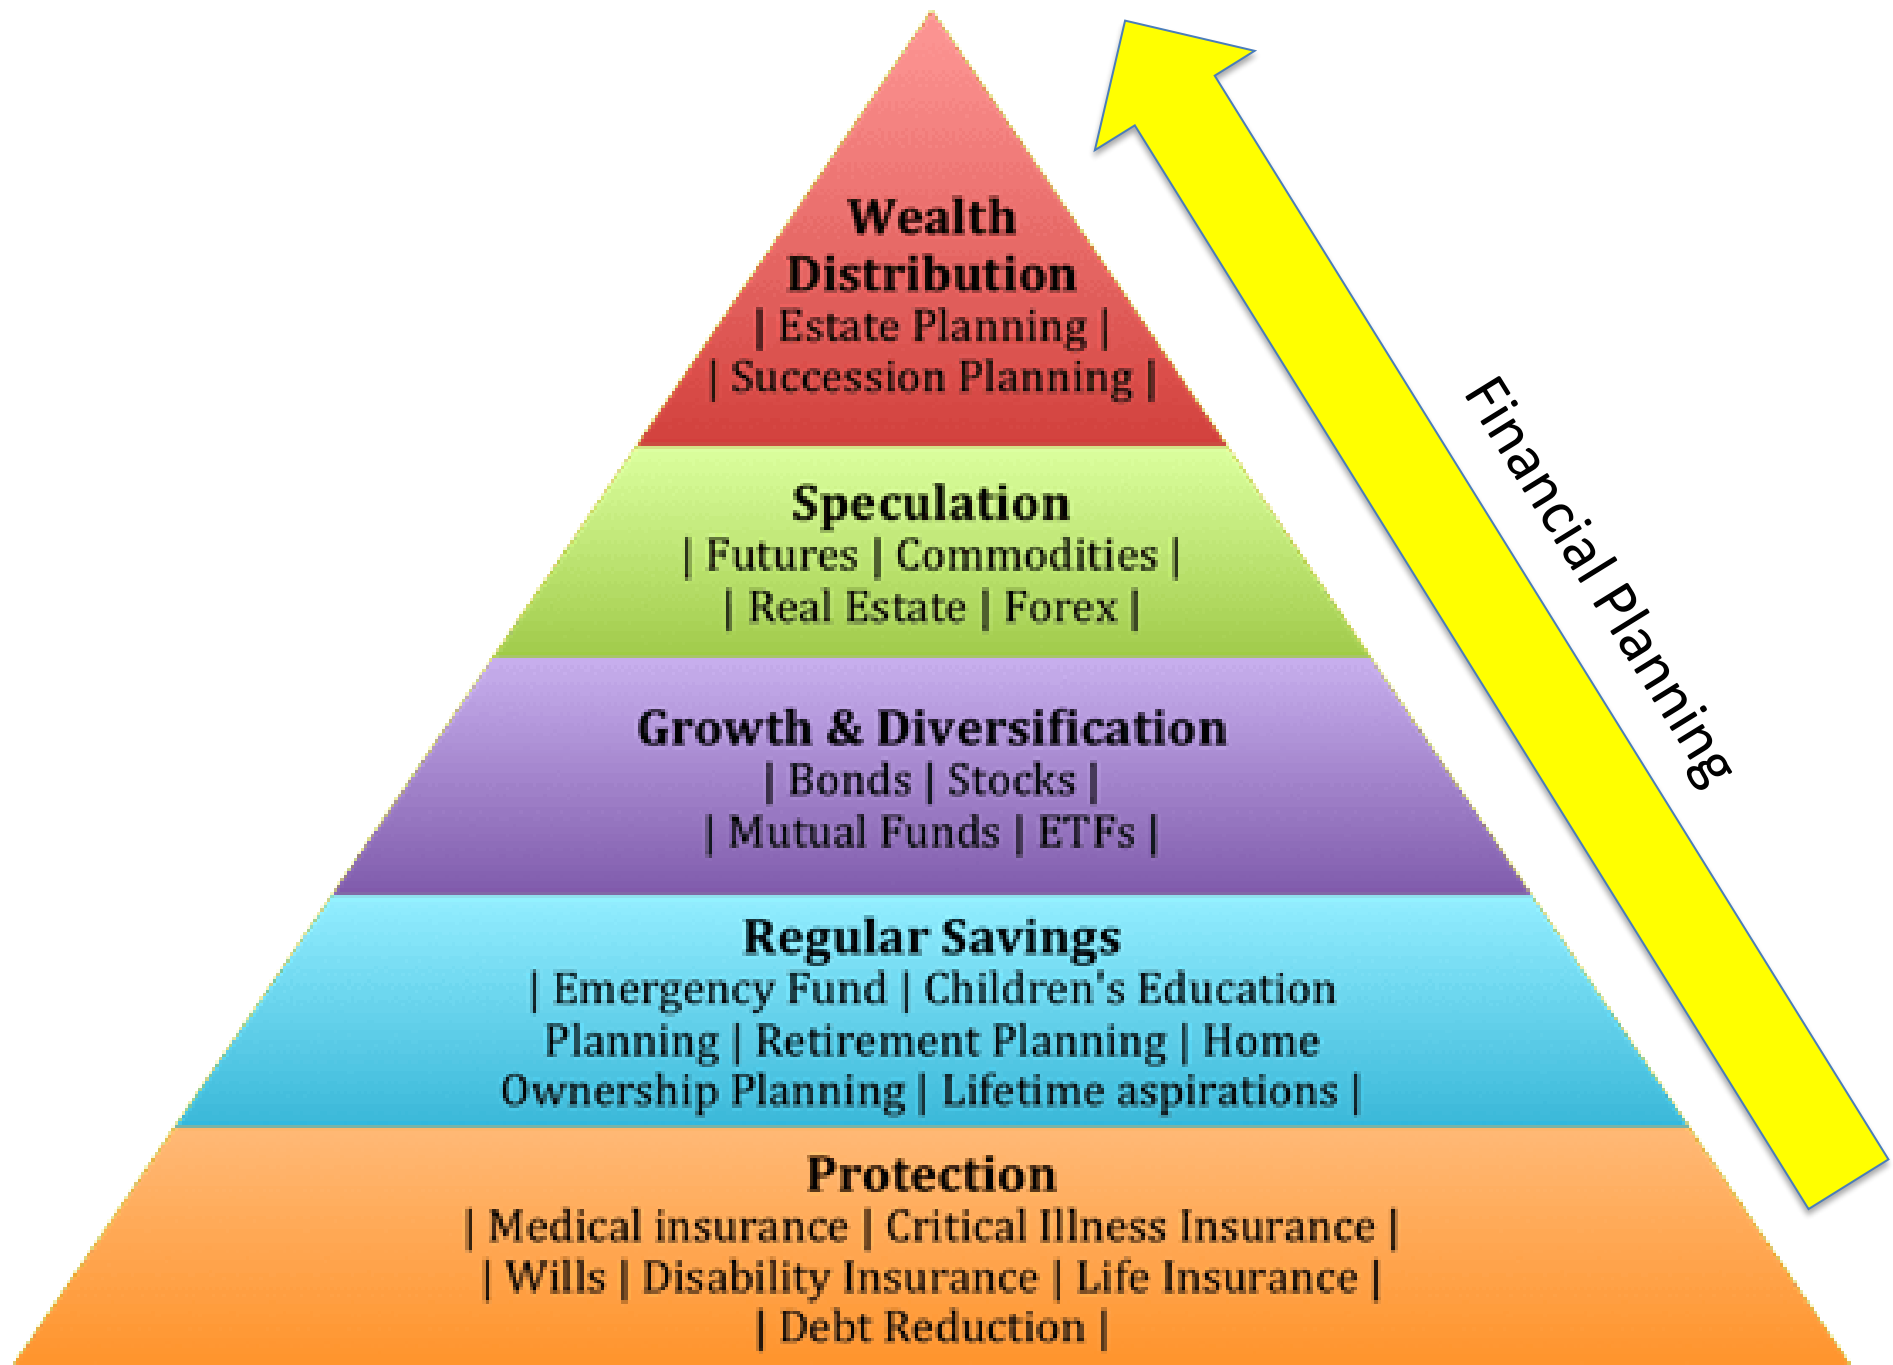 Wealth
Distribution
| Estate Planning |
| Succession Planning |
Speculation
| Futures | Commodities |
| Real Estate | Forex |
Growth & Diversification
| Bonds | Stocks |
| Mutual Funds | ETFs |
Regular Savings
| Emergency Fund | Children's Education
Planning | Retirement Planning | Home
Ownership Planning | Lifetime aspirations |
Protection
| Medical insurance | Critical Illness Insurance |
| Wills | Disability Insurance | Life Insurance |
| Debt Reduction |
Financial Planning